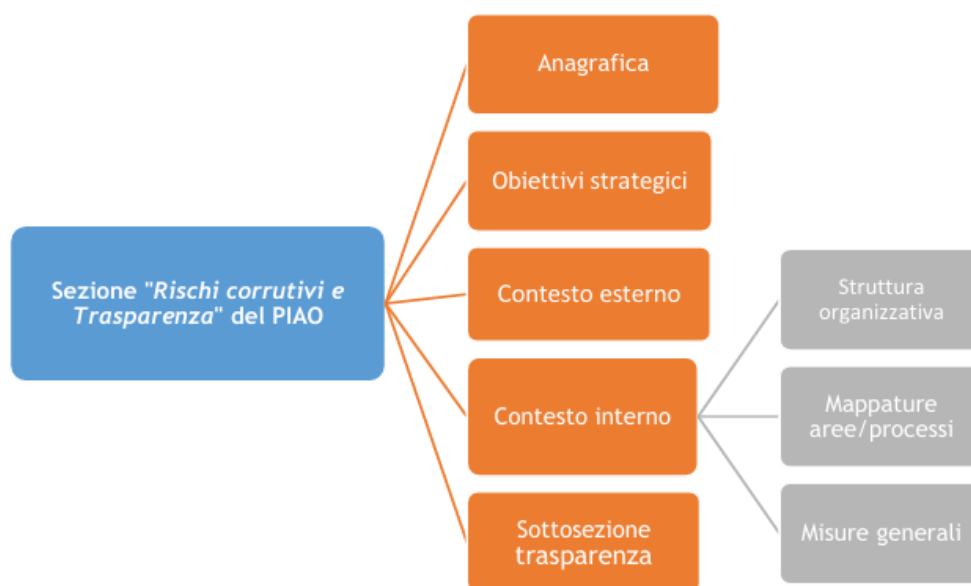 Anagrafica
Obiettivi strategici
Sezione "Rischi corrutivi e
Trasparenza" del PIAO
Contesto esterno
Struttura
organizzativa
Contesto interno
Mappature
aree/processi
Sottosezione
trasparenza
Misure generali